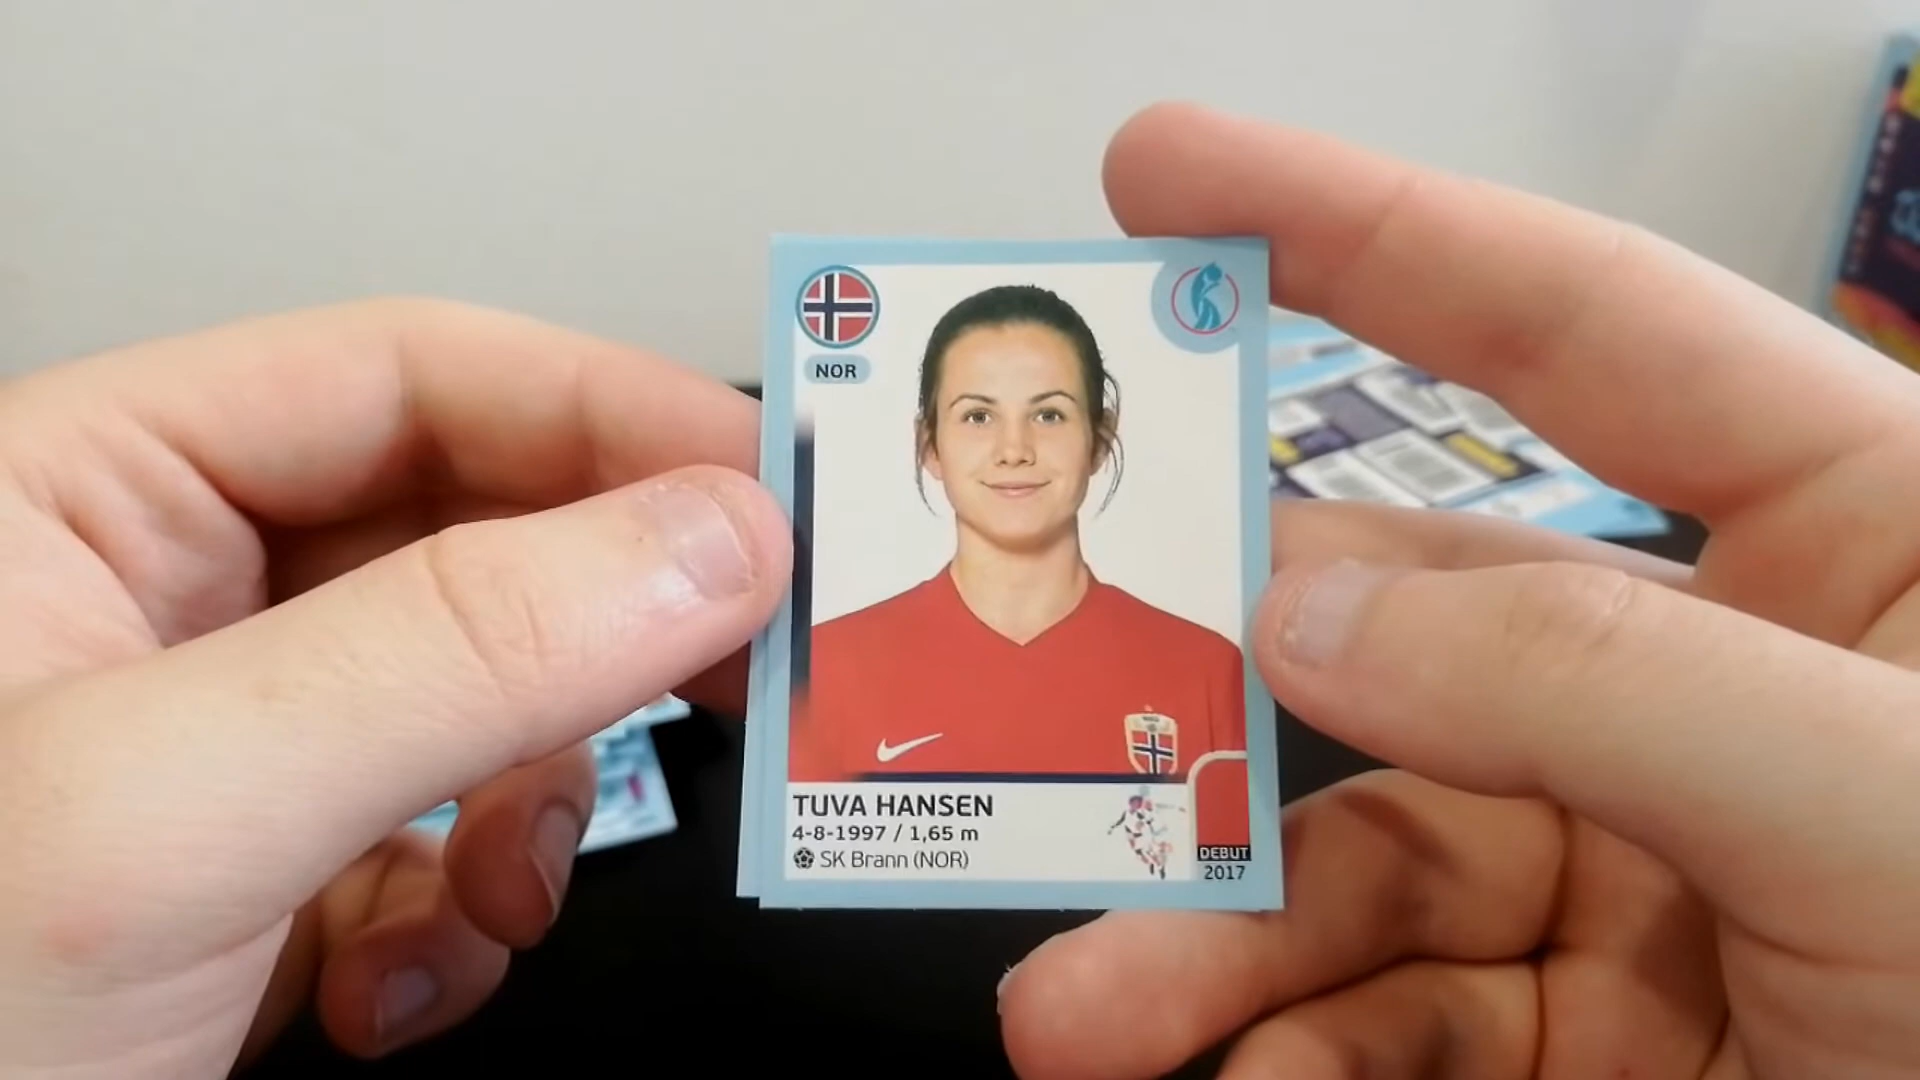 NOR
TUVA HANSEN
4-8-1997 / 1,65 m
SK Brann (NOR)
DEBUT
2017